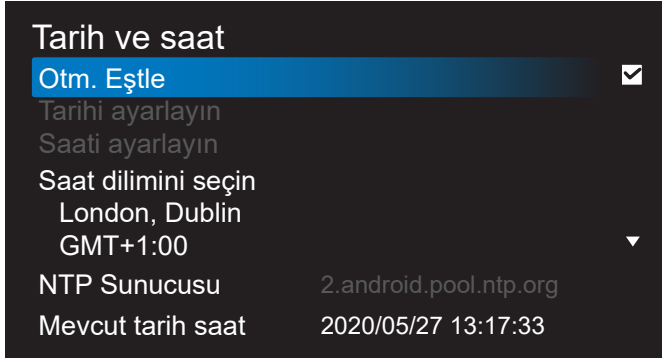 Tarih ve saat
Otm. Eştle
Tarihi ayarlayın
Saati ayarlayın
Saat dilimini seçin
London, Dublin
GMT+1:00
NTP Sunucusu 2.android.pool.ntp.org
Mevcut tarih saat 2020/05/27 13:17:33